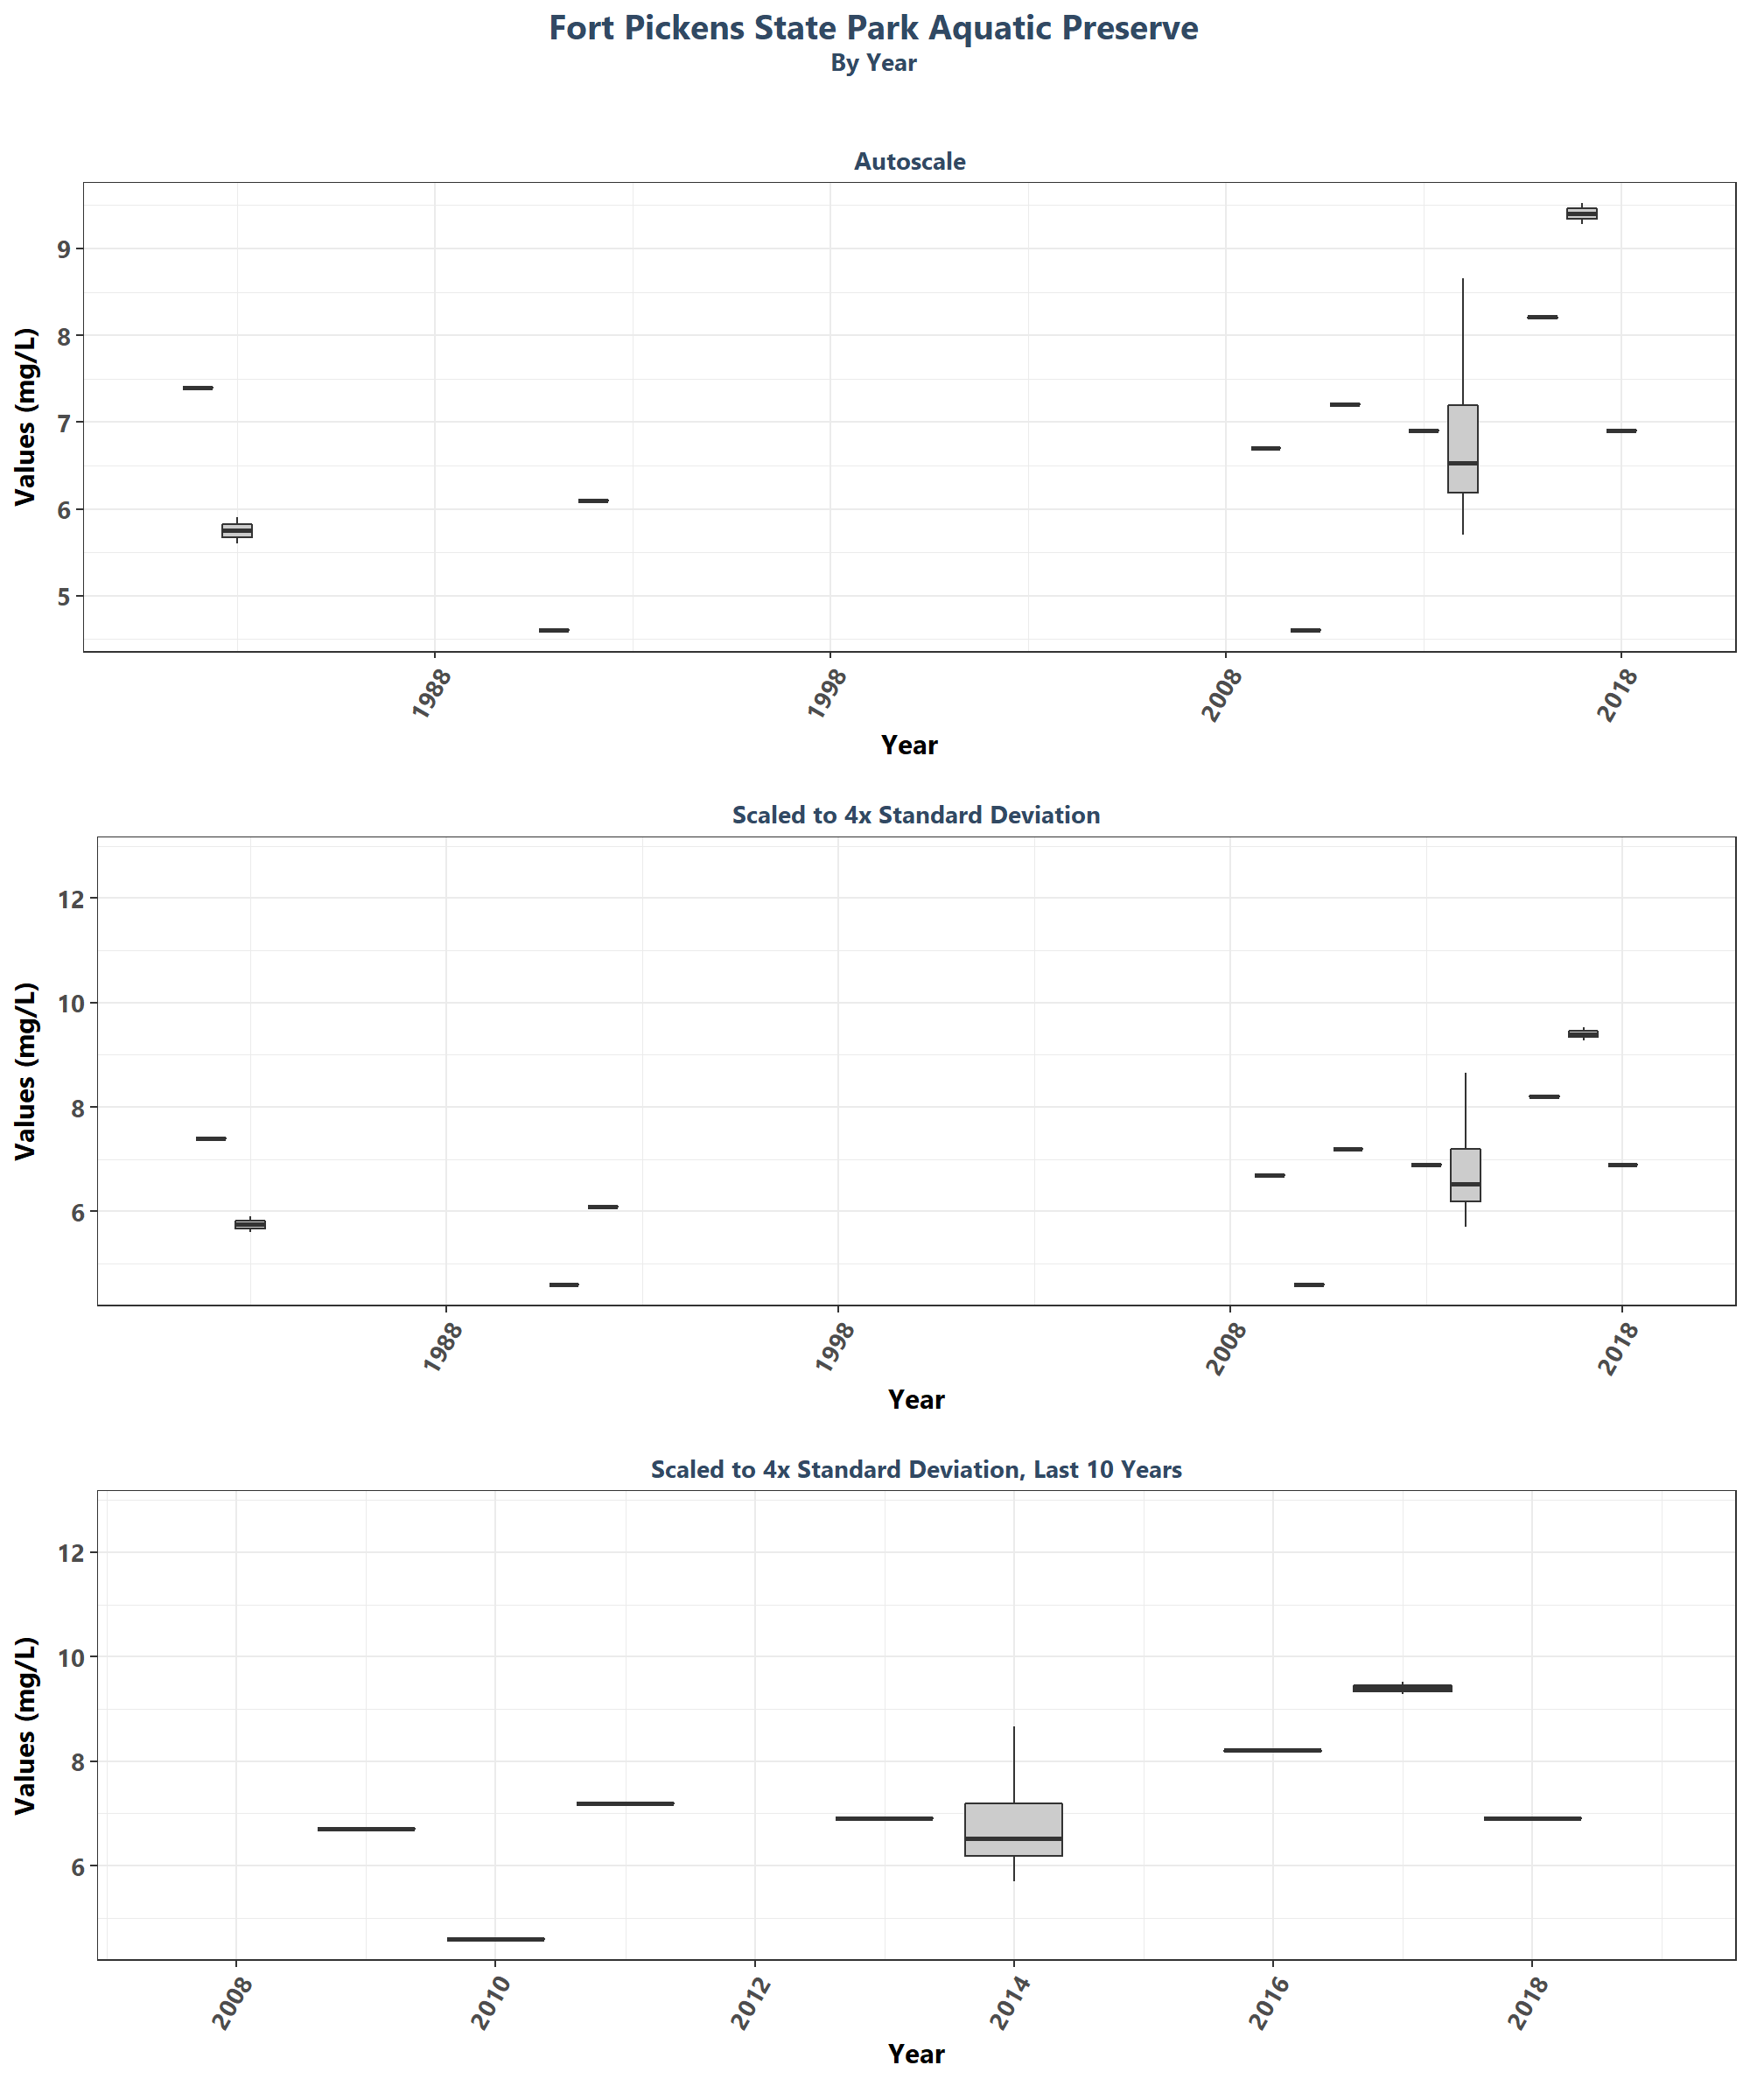 Fort Pickens State Park Aquatic Preserve
By Year
Autoscale
Values (mg/L)
9
8
7
6
5
1988
1998
2008
2018
Year
Scaled to 4x Standard Deviation
Values (mg/L)
12
10
8
6
1988
1998
2008
2018
Year
Scaled to 4x Standard Deviation, Last 10 Years
Values (mg/L)
12
10
8
6
2008
2010
2012
2014
2016
2018
Year